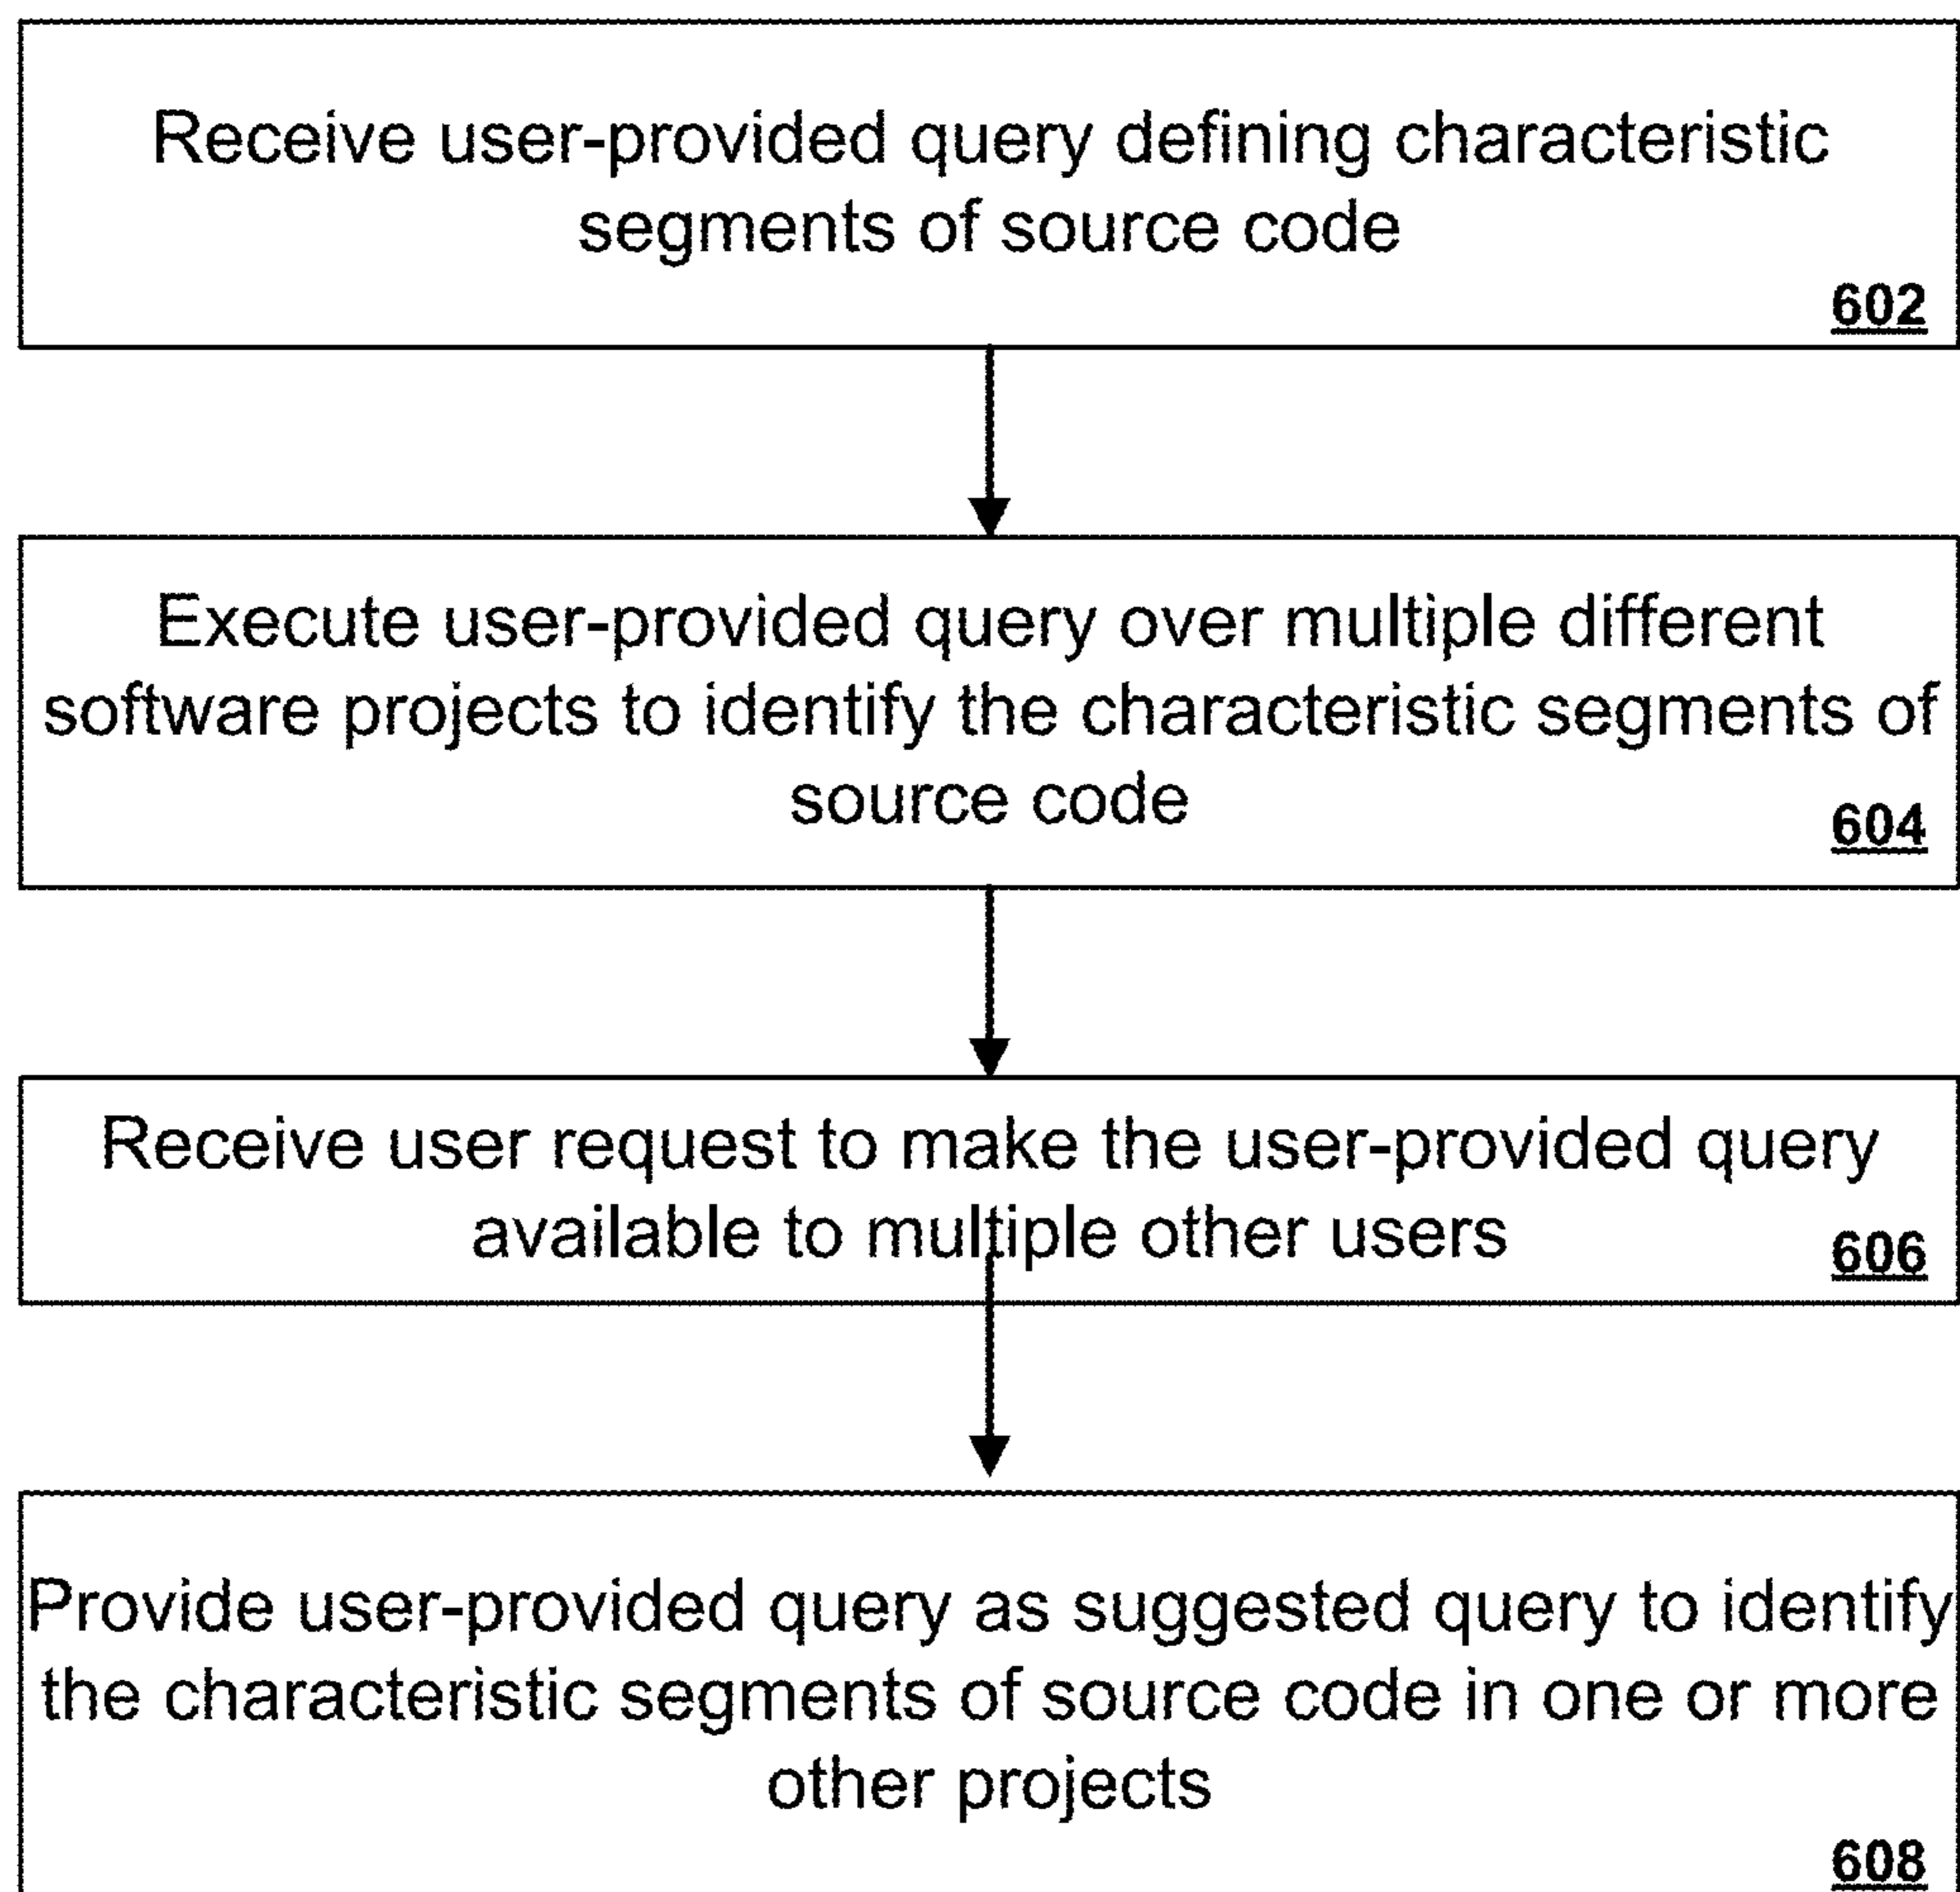 Receive user-provided query defining characteristic
segments of source code
602
Execute user-provided query over multiple different
software projects to identify the characteristic segments of
source code
604
Receive user request to make the user-provided query
available to multiple other users
606
Provide user-provided query as suggested query to identify
the characteristic segments of source code in one or more
other projects
608